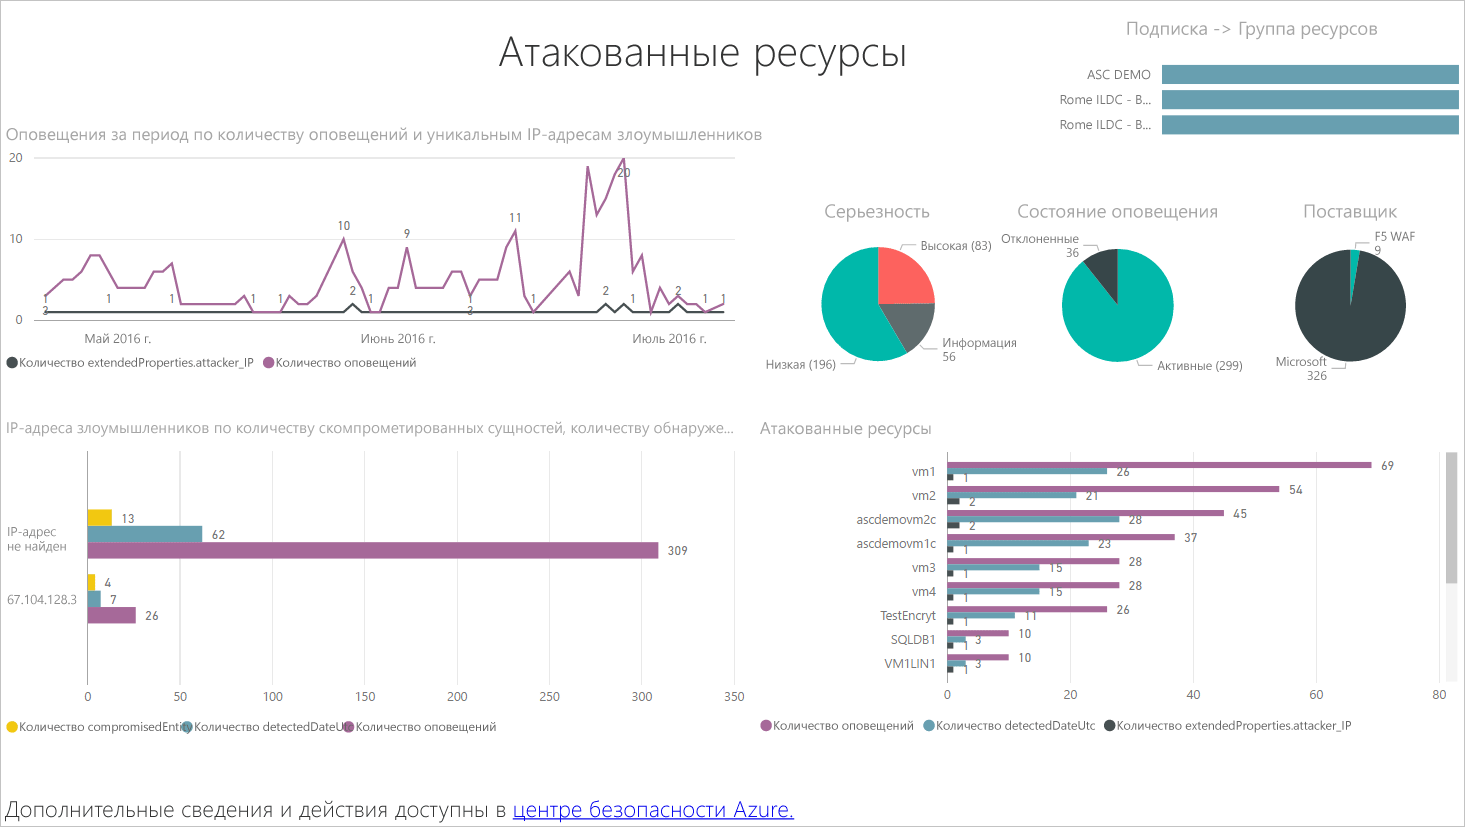 Атакованные ресурсы
Подписка -> Группа ресурсов
ASC DEMO
Rome ILDC - B...
Rome ILDC - B...
Оповещения за период по количеству оповещений и уникальным IP-адресам злоумышленников
20
10
0
1
3
1
1
1
1
10
2
1
9
1
3
11
1
2
20
1
2
1
1
Май 2016 г.
Июнь 2016 г.
Июль 2016 г.
Количество extendedProperties.attacker_IP
Количество оповещений
Серьезность
Высокая (83)
Информация
56
Низкая (196)
Состояние оповещения
Отклоненные
36
Активные (299)
Поставщик
F5 WAF
9
Microsoft
326
IP-адреса злоумышленников по количеству скомпрометированных сущностей, количеству обнаруже...
IP-адрес
не найден
13
62
309
67.104.128.3
4
7
26
0 50 100 150 200 250 300 350
Количество compromisedEntity
Количество detectedDateUtc
Количество оповещений
Атакованные ресурсы
vm1 69 26 1
vm2 54 21 2
ascdemovm2c 45 28 2
ascdemovm1c 37 23 1
vm3 28 15 1
vm4 28 15 1
TestEncryt 26 11 1
SQLDB1 10 3 1
VM1LIN1 10 3 1
0 20 40 60 80
Количество оповещений
Количество detectedDateUtc
Количество extendedProperties.attacker_IP
Дополнительные сведения и действия доступны в центре безопасности Azure.